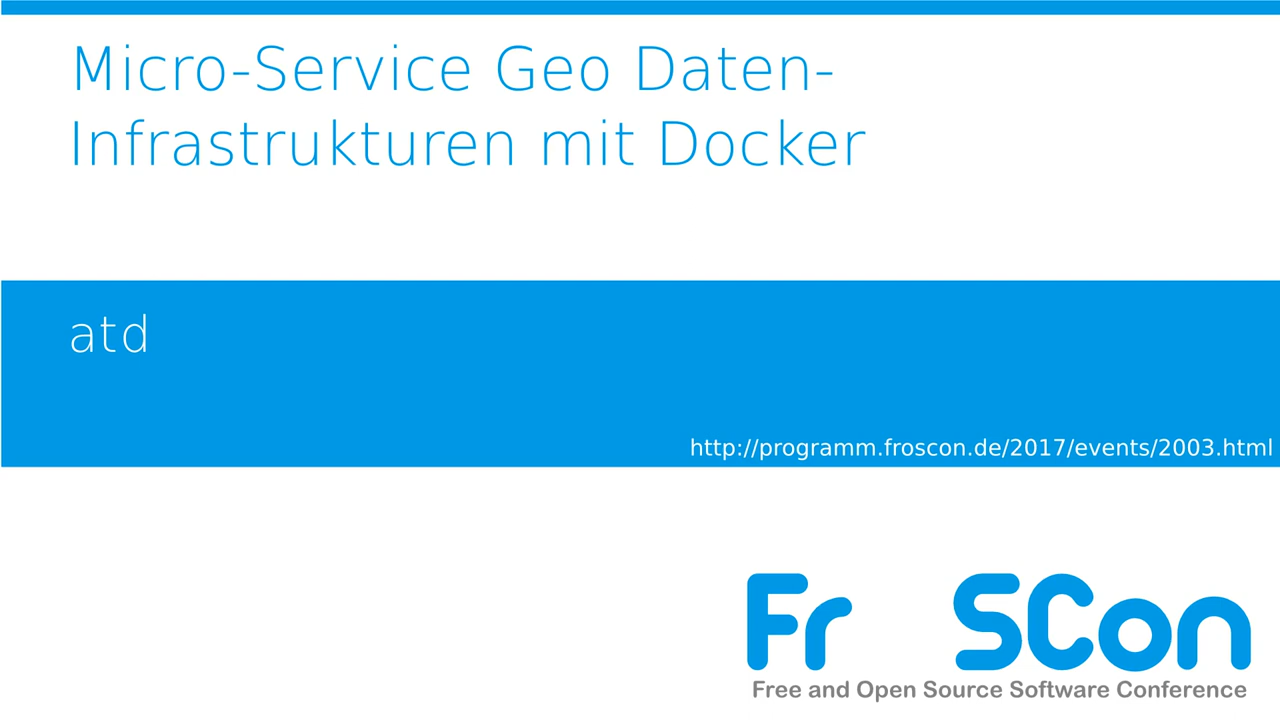 Micro-Service Geo Daten-
Infrastrukturen mit Docker
atd
http://programm.froscon.de/2017/events/2003.html
Fr SCon
Free and Open Source Software Conference